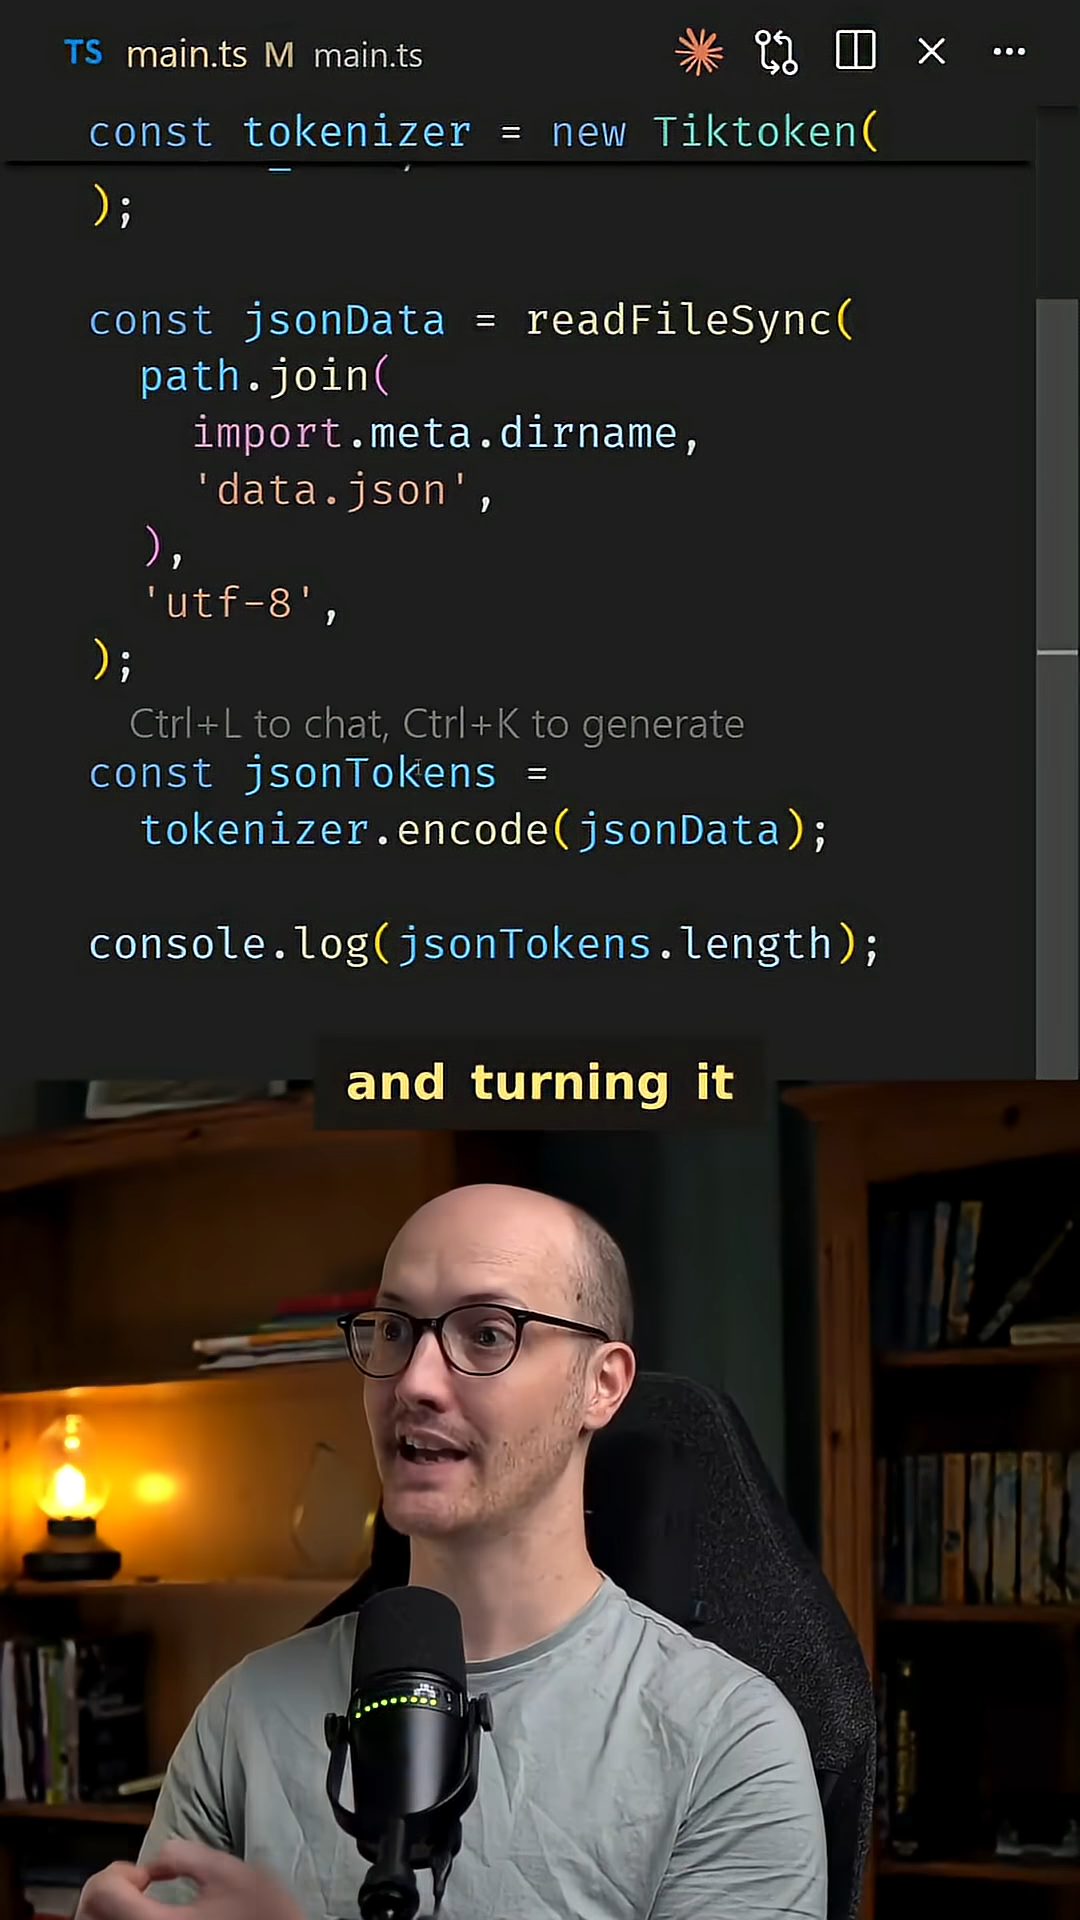 TS main.ts M main.ts
const tokenizer = new Tiktoken(
);
const jsonData = readFileSync(
path.join(
import.meta.dirname,
'data.json',
),
'utf-8',
);
Ctrl+L to chat, Ctrl+K to generate
const jsonTokens =
tokenizer.encode(jsonData);
console.log(jsonTokens.length);
and turning it